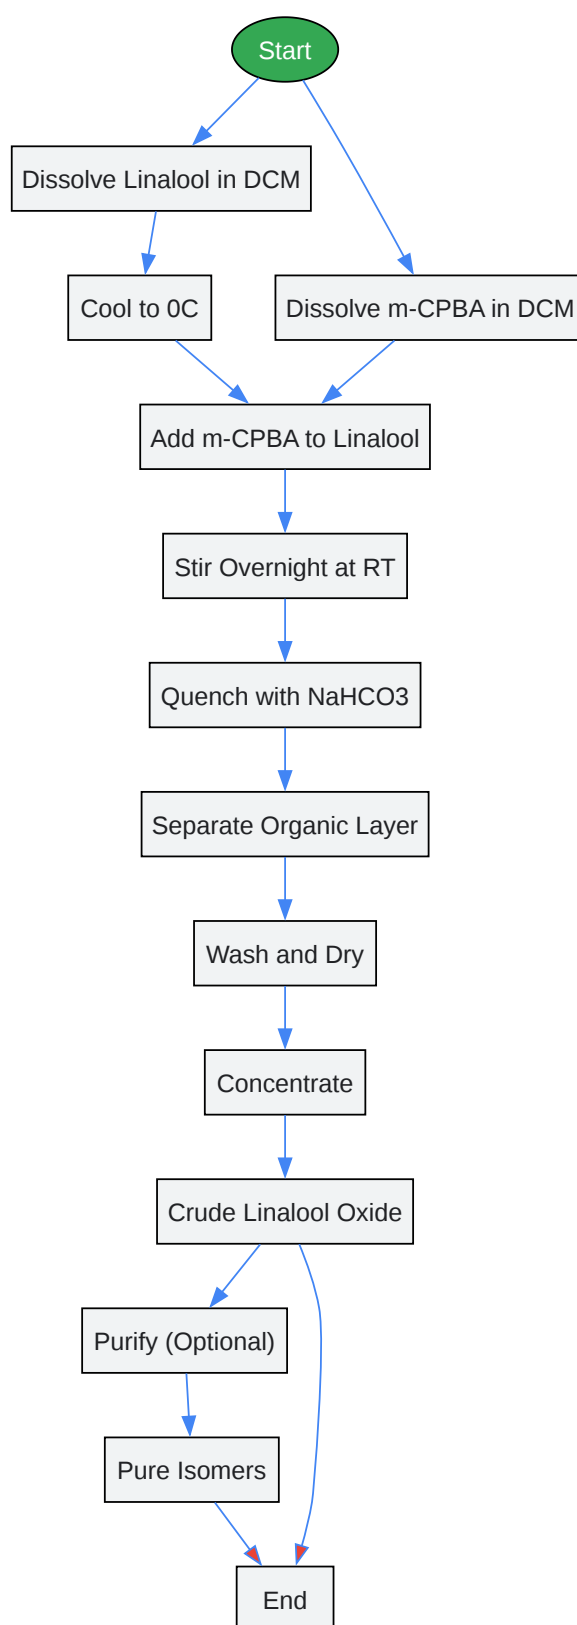 Start
Dissolve Linalool in DCM
Cool to 0C
Dissolve m-CPBA in DCM
Add m-CPBA to Linalool
Stir Overnight at RT
Quench with NaHCO3
Separate Organic Layer
Wash and Dry
Concentrate
Crude Linalool Oxide
Purify (Optional)
Pure Isomers
End